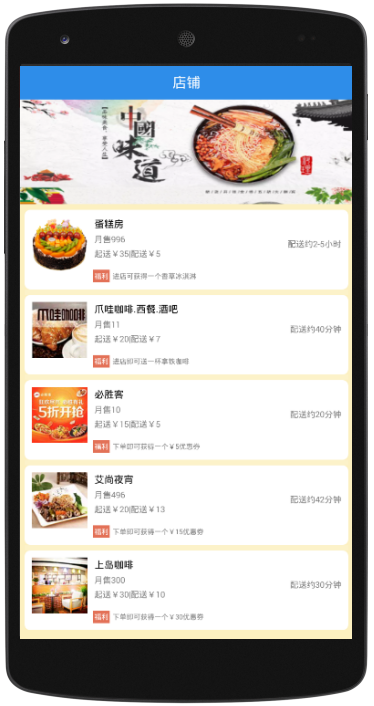 店铺
中國
味道
蛋糕房
月售996
起送￥35|配送￥5
配送约2-5小时
福利 进店可获得一个香草冰淇淋
爪哇咖啡
爪哇咖啡.西餐.酒吧
月售11
起送￥20|配送￥7
配送约40分钟
福利 进店即可送一杯拿铁咖啡
5折开抢
必胜客
月售10
起送￥15|配送￥5
配送约20分钟
福利 下单即可获得一个￥5优惠券
艾尚夜宵
月售496
起送￥20|配送￥13
配送约42分钟
福利 下单即可获得一个￥15优惠券
上岛咖啡
月售300
起送￥30|配送￥10
配送约30分钟
福利 下单即可获得一个￥30优惠券